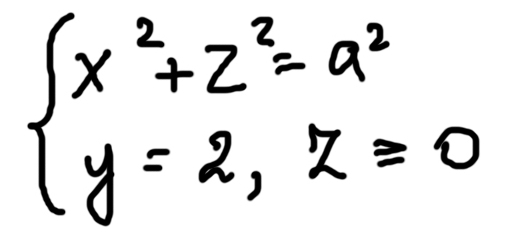 x² + z² = a²
y = 2, z ≥ 0